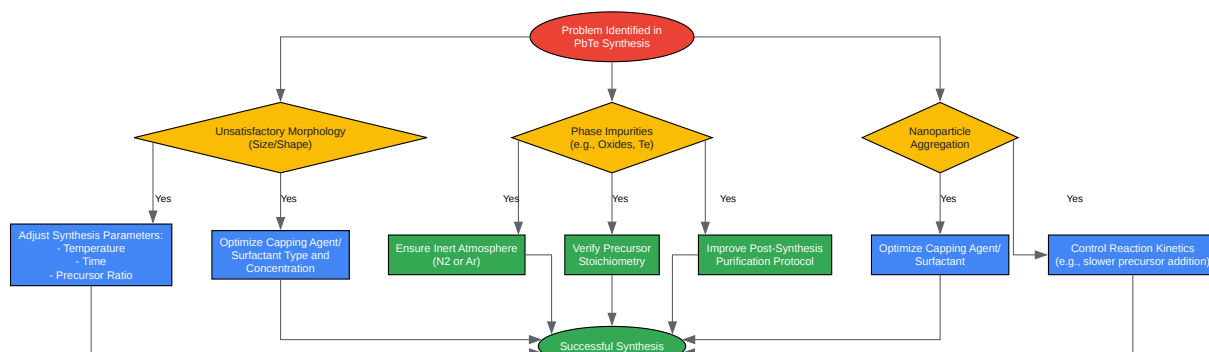 Problem Identified in
PbTe Synthesis
Unsatisfactory Morphology
(Size/Shape)
Phase Impurities
(e.g., Oxides, Te)
Nanoparticle
Aggregation
Yes
Yes
Yes
Yes
Yes
Yes
Yes
Adjust Synthesis Parameters:
- Temperature
- Time
- Precursor Ratio
Optimize Capping Agent/
Surfactant Type and
Concentration
Ensure Inert Atmosphere
(N2 or Ar)
Verify Precursor
Stoichiometry
Improve Post-Synthesis
Purification Protocol
Optimize Capping Agent/
Surfactant
Control Reaction Kinetics
(e.g., slower precursor addition)
Successful Synthesis